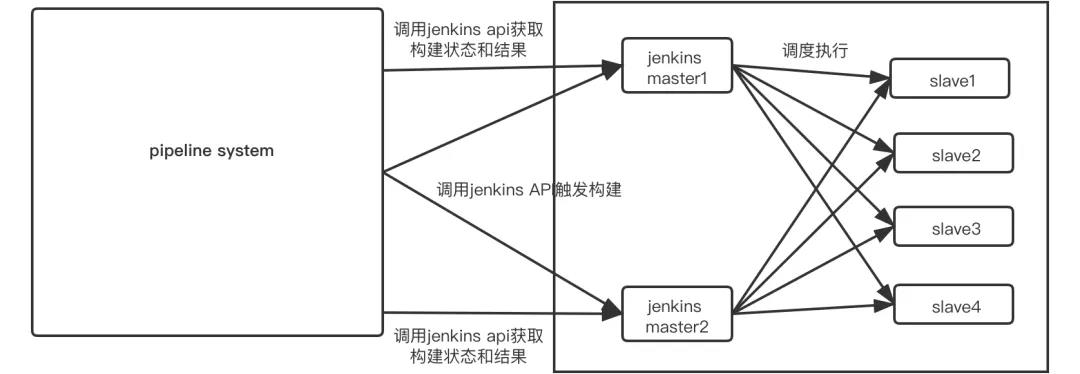 调用jenkins api获取
构建状态和结果
jenkins
master1
调度执行
slave1
pipeline system
slave2
调用jenkins API触发构建
slave3
jenkins
master2
slave4
调用jenkins api获取
构建状态和结果